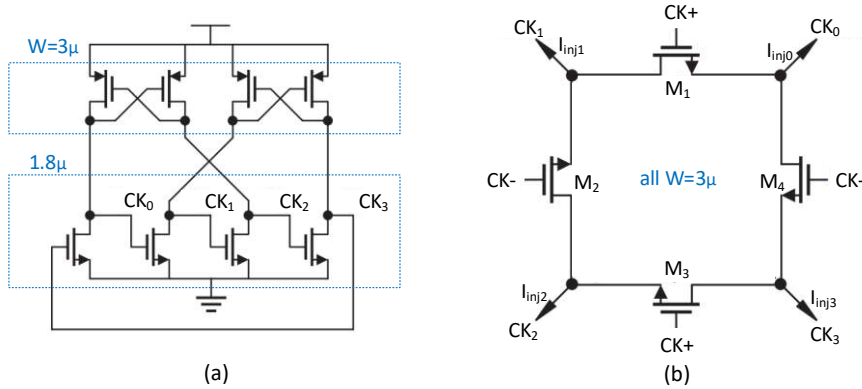 W=3µ
1.8µ
CK0 CK1 CK2 CK3
(a)
CK+
CK1 Iinj1 Iinj0 CK0
M1
CK- M2 all W=3µ M4 CK-
M3
Iinj2 Iinj3
CK2 CK+ CK3
(b)